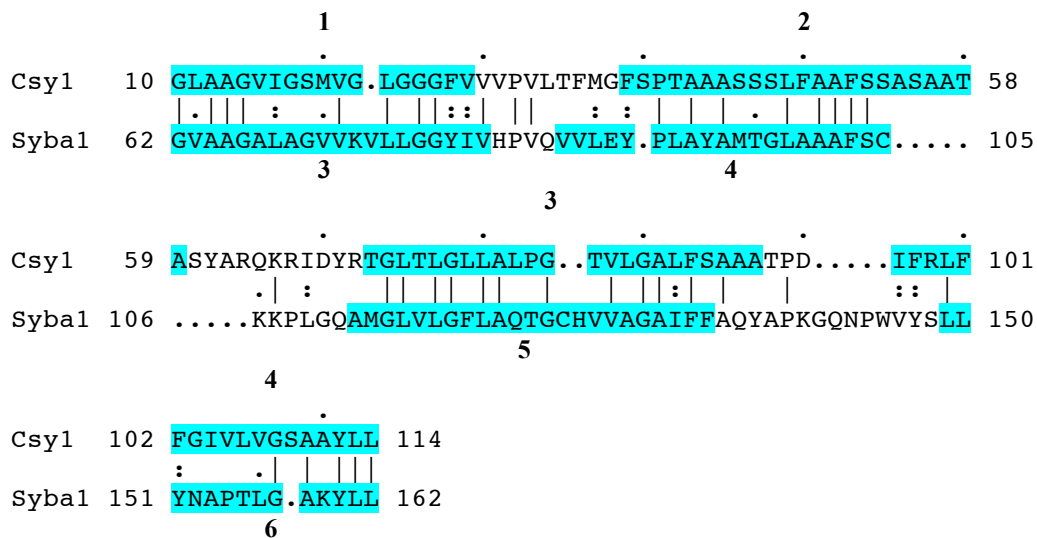 1 2
. . . . .
Csy1 10 GLAAGVIGSMVG.LGGGFVVVPVLTFMGFSPTAAASSSLFAAFSSASAAT 58
|.||| :  .|  | ||::| ||   : : | | | . | ||||
Syba1 62 GVAAGALAGVVKVLLGGYIVHPVQVVLEY.PLAYAMTGLAAAFSC..... 105
3 4
3
. . . . .
Csy1 59 ASYARQKRIDYRTGLTLGLLALPG..TVLGALFSAAATPD.....IFRLF 101
.| :    || || ||  |   | ||:  |   |      :: |
Syba1 106 .....KKPLGQAMGLVLGFLAQTGCHVVAGAIFFAQYAPKGQNPWVYSLL 150
5
4
.
Csy1 102 FGIVLVGSAAYLL 114
:    .| | |||
Syba1 151 YNAPTLG.AKYLL 162
6